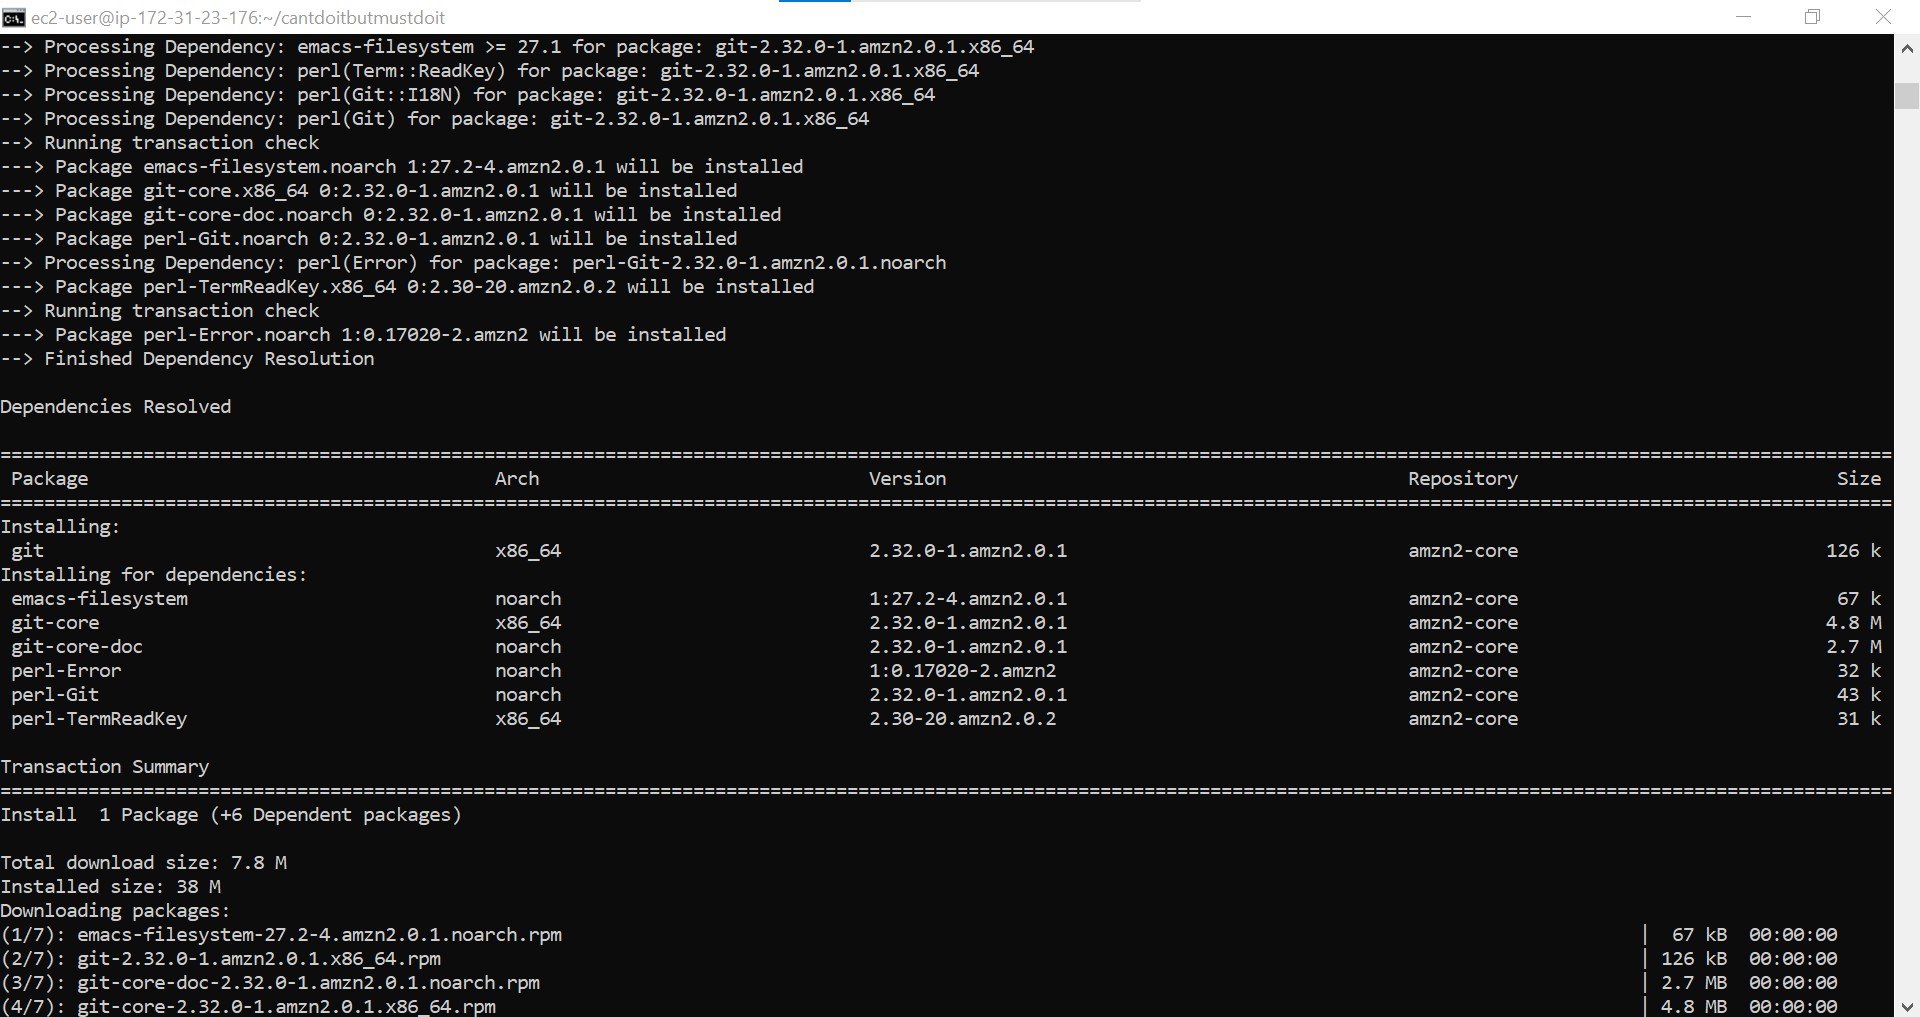 ec2-user@ip-172-31-23-176:~/cantdoitbutmustdoit
--> Processing Dependency: emacs-filesystem >= 27.1 for package: git-2.32.0-1.amzn2.0.1.x86_64
--> Processing Dependency: perl(Term::ReadKey) for package: git-2.32.0-1.amzn2.0.1.x86_64
--> Processing Dependency: perl(Git::I18N) for package: git-2.32.0-1.amzn2.0.1.x86_64
--> Processing Dependency: perl(Git) for package: git-2.32.0-1.amzn2.0.1.x86_64
--> Running transaction check
---> Package emacs-filesystem.noarch 1:27.2-4.amzn2.0.1 will be installed
---> Package git-core.x86_64 0:2.32.0-1.amzn2.0.1 will be installed
---> Package git-core-doc.noarch 0:2.32.0-1.amzn2.0.1 will be installed
---> Package perl-Git.noarch 0:2.32.0-1.amzn2.0.1 will be installed
--> Processing Dependency: perl(Error) for package: perl-Git-2.32.0-1.amzn2.0.1.noarch
---> Package perl-TermReadKey.x86_64 0:2.30-20.amzn2.0.2 will be installed
--> Running transaction check
---> Package perl-Error.noarch 1:0.17020-2.amzn2 will be installed
--> Finished Dependency Resolution
Dependencies Resolved
Package Arch Version Repository Size
Installing:
git x86_64 2.32.0-1.amzn2.0.1 amzn2-core 126 k
Installing for dependencies:
emacs-filesystem noarch 1:27.2-4.amzn2.0.1 amzn2-core 67 k
git-core x86_64 2.32.0-1.amzn2.0.1 amzn2-core 4.8 M
git-core-doc noarch 2.32.0-1.amzn2.0.1 amzn2-core 2.7 M
perl-Error noarch 1:0.17020-2.amzn2 amzn2-core 32 k
perl-Git noarch 2.32.0-1.amzn2.0.1 amzn2-core 43 k
perl-TermReadKey x86_64 2.30-20.amzn2.0.2 amzn2-core 31 k
Transaction Summary
Install 1 Package (+6 Dependent packages)
Total download size: 7.8 M
Installed size: 38 M
Downloading packages:
(1/7): emacs-filesystem-27.2-4.amzn2.0.1.noarch.rpm | 67 kB 00:00:00
(2/7): git-2.32.0-1.amzn2.0.1.x86_64.rpm | 126 kB 00:00:00
(3/7): git-core-doc-2.32.0-1.amzn2.0.1.noarch.rpm | 2.7 MB 00:00:00
(4/7): git-core-2.32.0-1.amzn2.0.1.x86_64.rpm | 4.8 MB 00:00:00